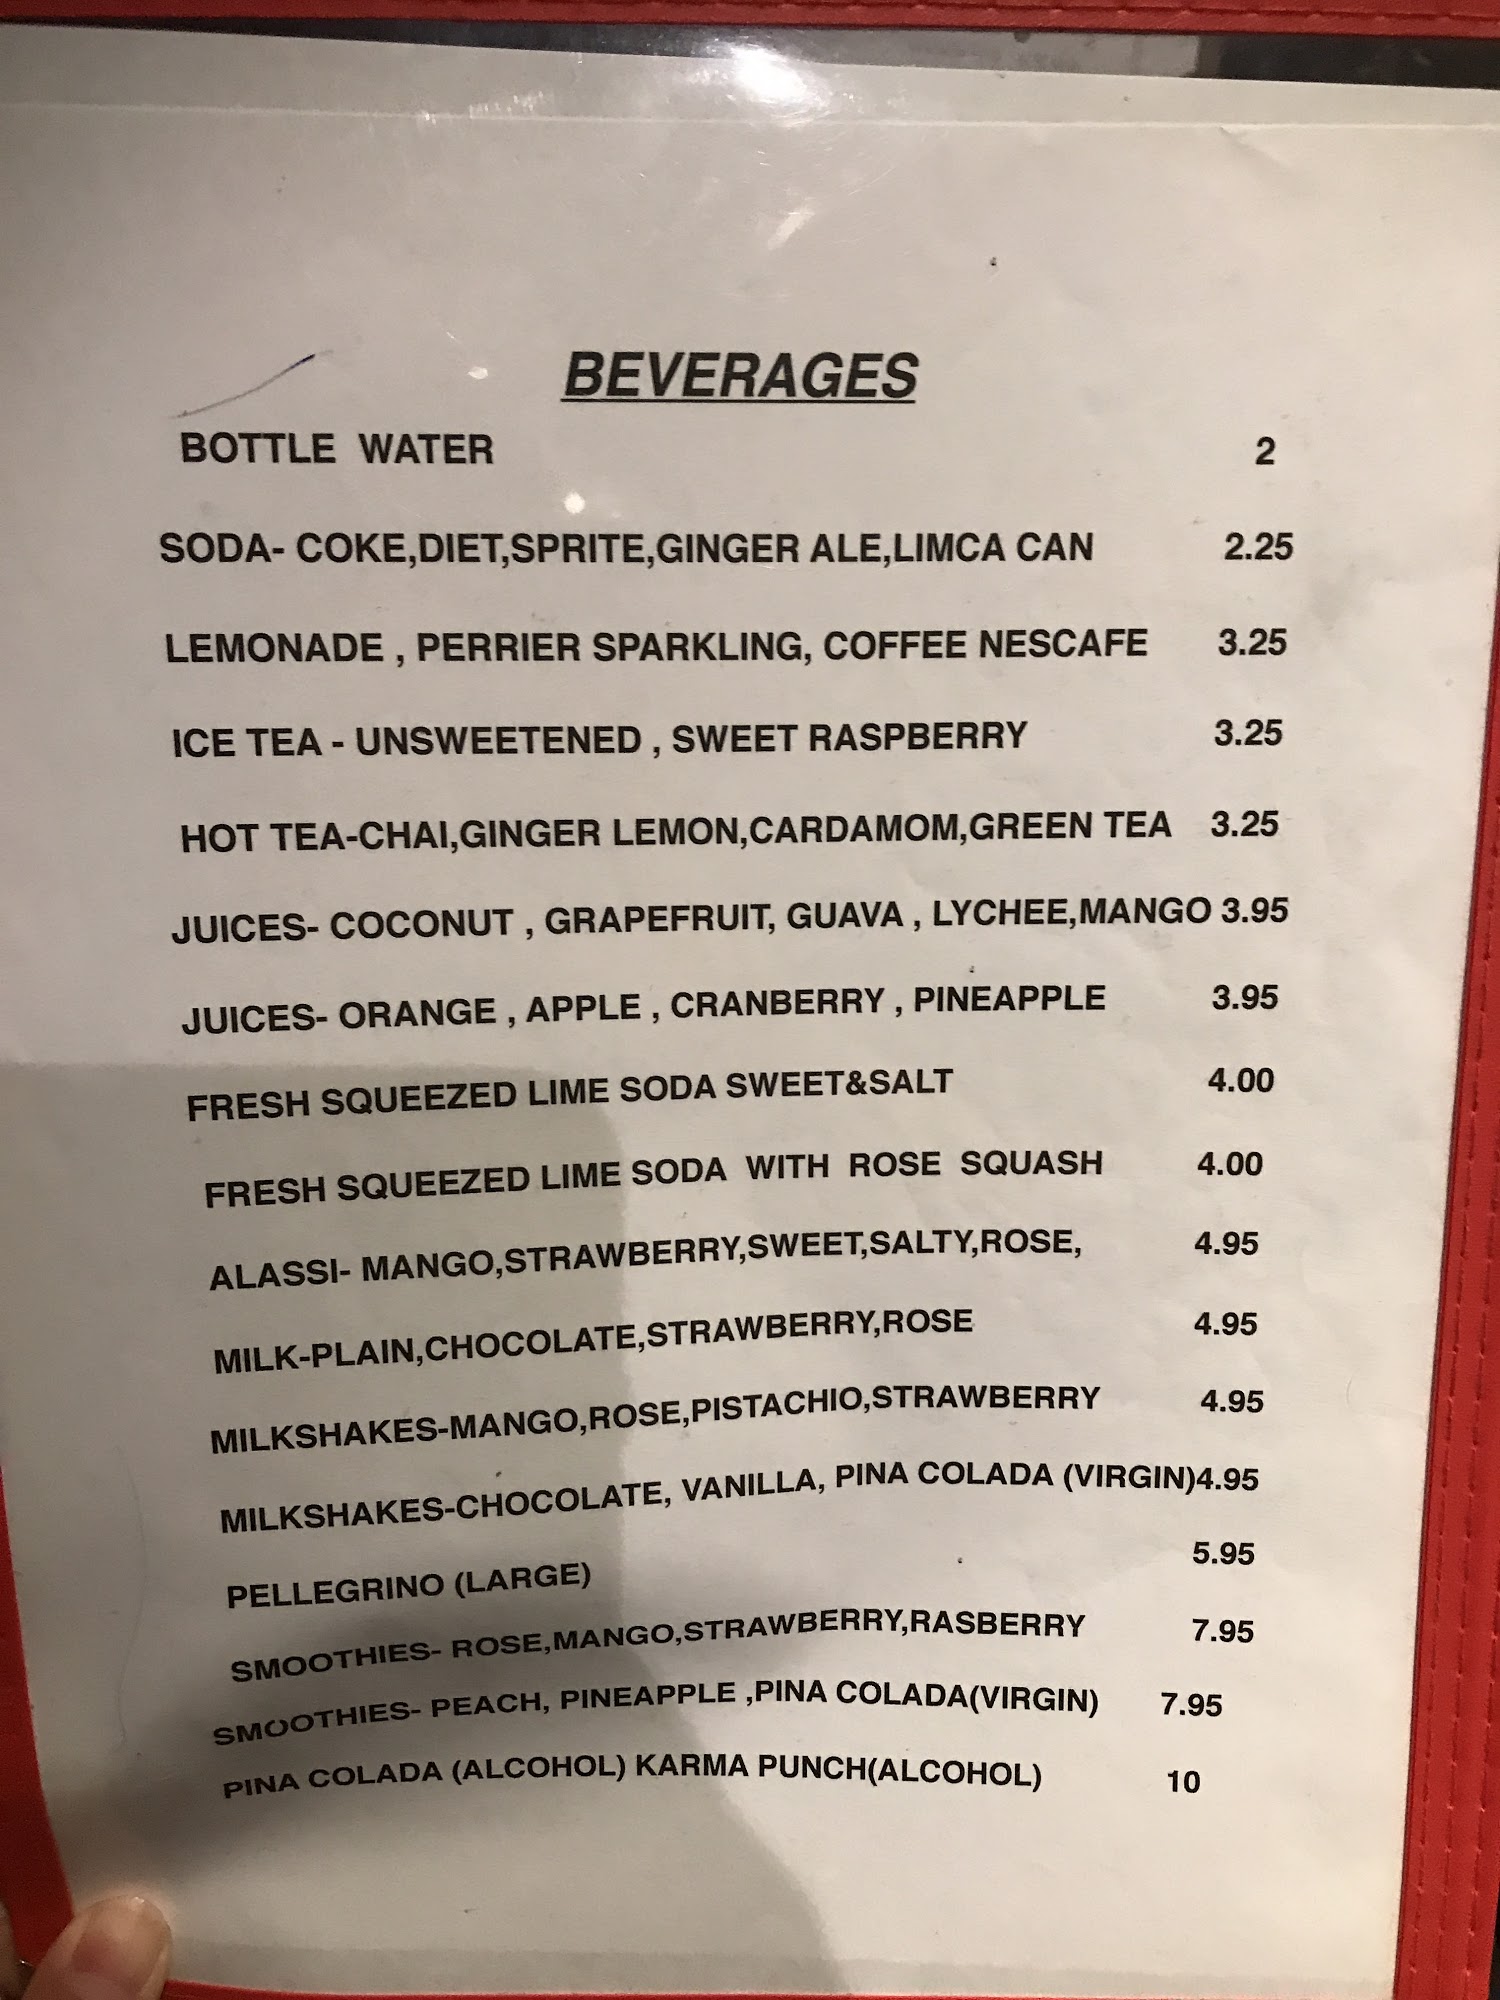 BEVERAGES
BOTTLE WATER 2
SODA- COKE,DIET,SPRITE,GINGER ALE,LIMCA CAN 2.25
LEMONADE , PERRIER SPARKLING, COFFEE NESCAFE 3.25
ICE TEA - UNSWEETENED , SWEET RASPBERRY 3.25
HOT TEA-CHAI,GINGER LEMON,CARDAMOM,GREEN TEA 3.25
JUICES- COCONUT , GRAPEFRUIT, GUAVA , LYCHEE,MANGO 3.95
JUICES- ORANGE , APPLE , CRANBERRY , PINEAPPLE 3.95
FRESH SQUEEZED LIME SODA SWEET&SALT 4.00
FRESH SQUEEZED LIME SODA WITH ROSE SQUASH 4.00
ALASSI- MANGO,STRAWBERRY,SWEET,SALTY,ROSE, 4.95
MILK-PLAIN,CHOCOLATE,STRAWBERRY,ROSE 4.95
MILKSHAKES-MANGO,ROSE,PISTACHIO,STRAWBERRY 4.95
MILKSHAKES-CHOCOLATE, VANILLA, PINA COLADA (VIRGIN)4.95
PELLEGRINO (LARGE) 5.95
SMOOTHIES- ROSE,MANGO,STRAWBERRY,RASBERRY 7.95
SMOOTHIES- PEACH, PINEAPPLE ,PINA COLADA(VIRGIN) 7.95
PINA COLADA (ALCOHOL) KARMA PUNCH(ALCOHOL) 10